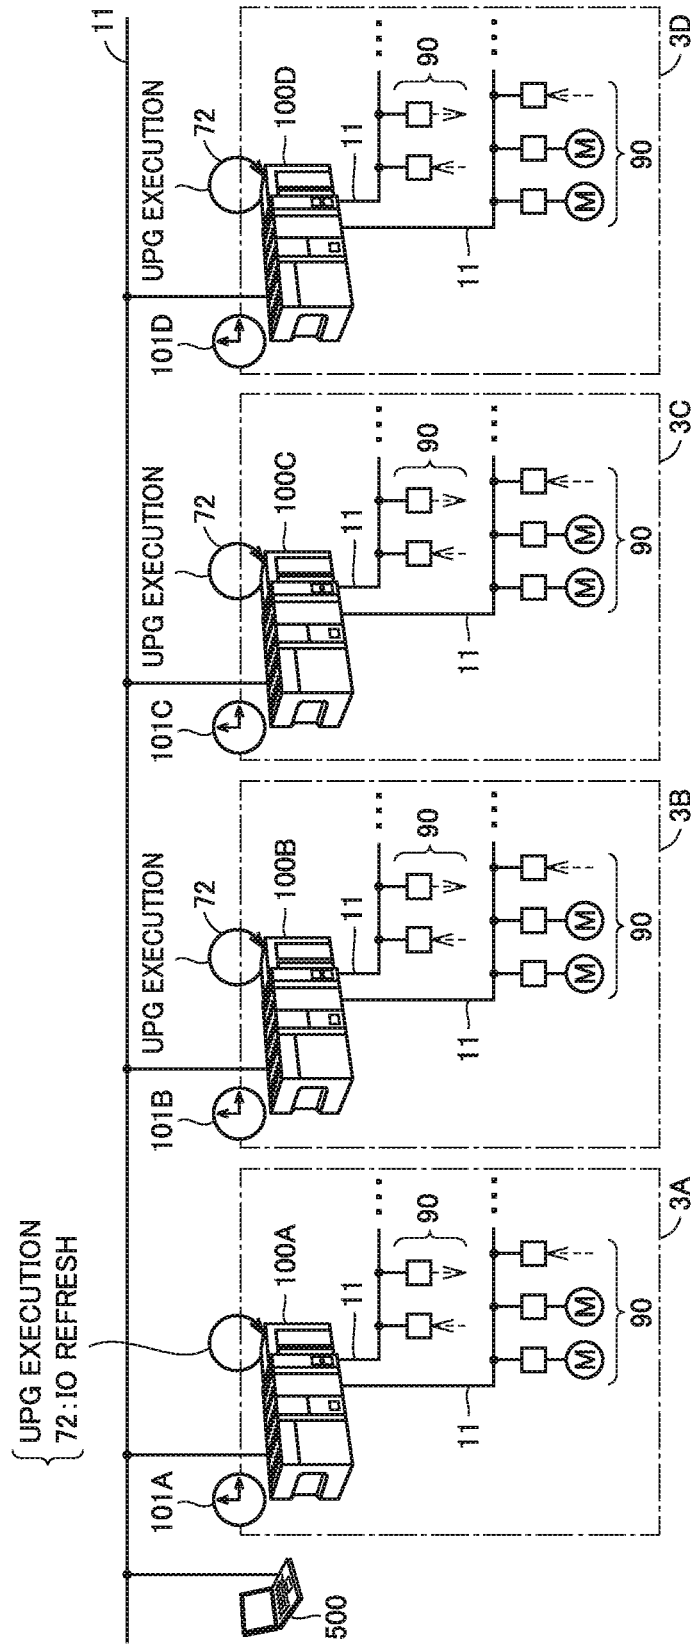 UPG EXECUTION
72:IO REFRESH
11
UPG EXECUTION
UPG EXECUTION
UPG EXECUTION
72
72
72
101A
101B
101C
101D
500
100A
100B
100C
100D
11
11
11
11
90
90
90
90
11
11
11
11
M
M
M
M
M
M
M
M
90
90
90
90
3A
3B
3C
3D